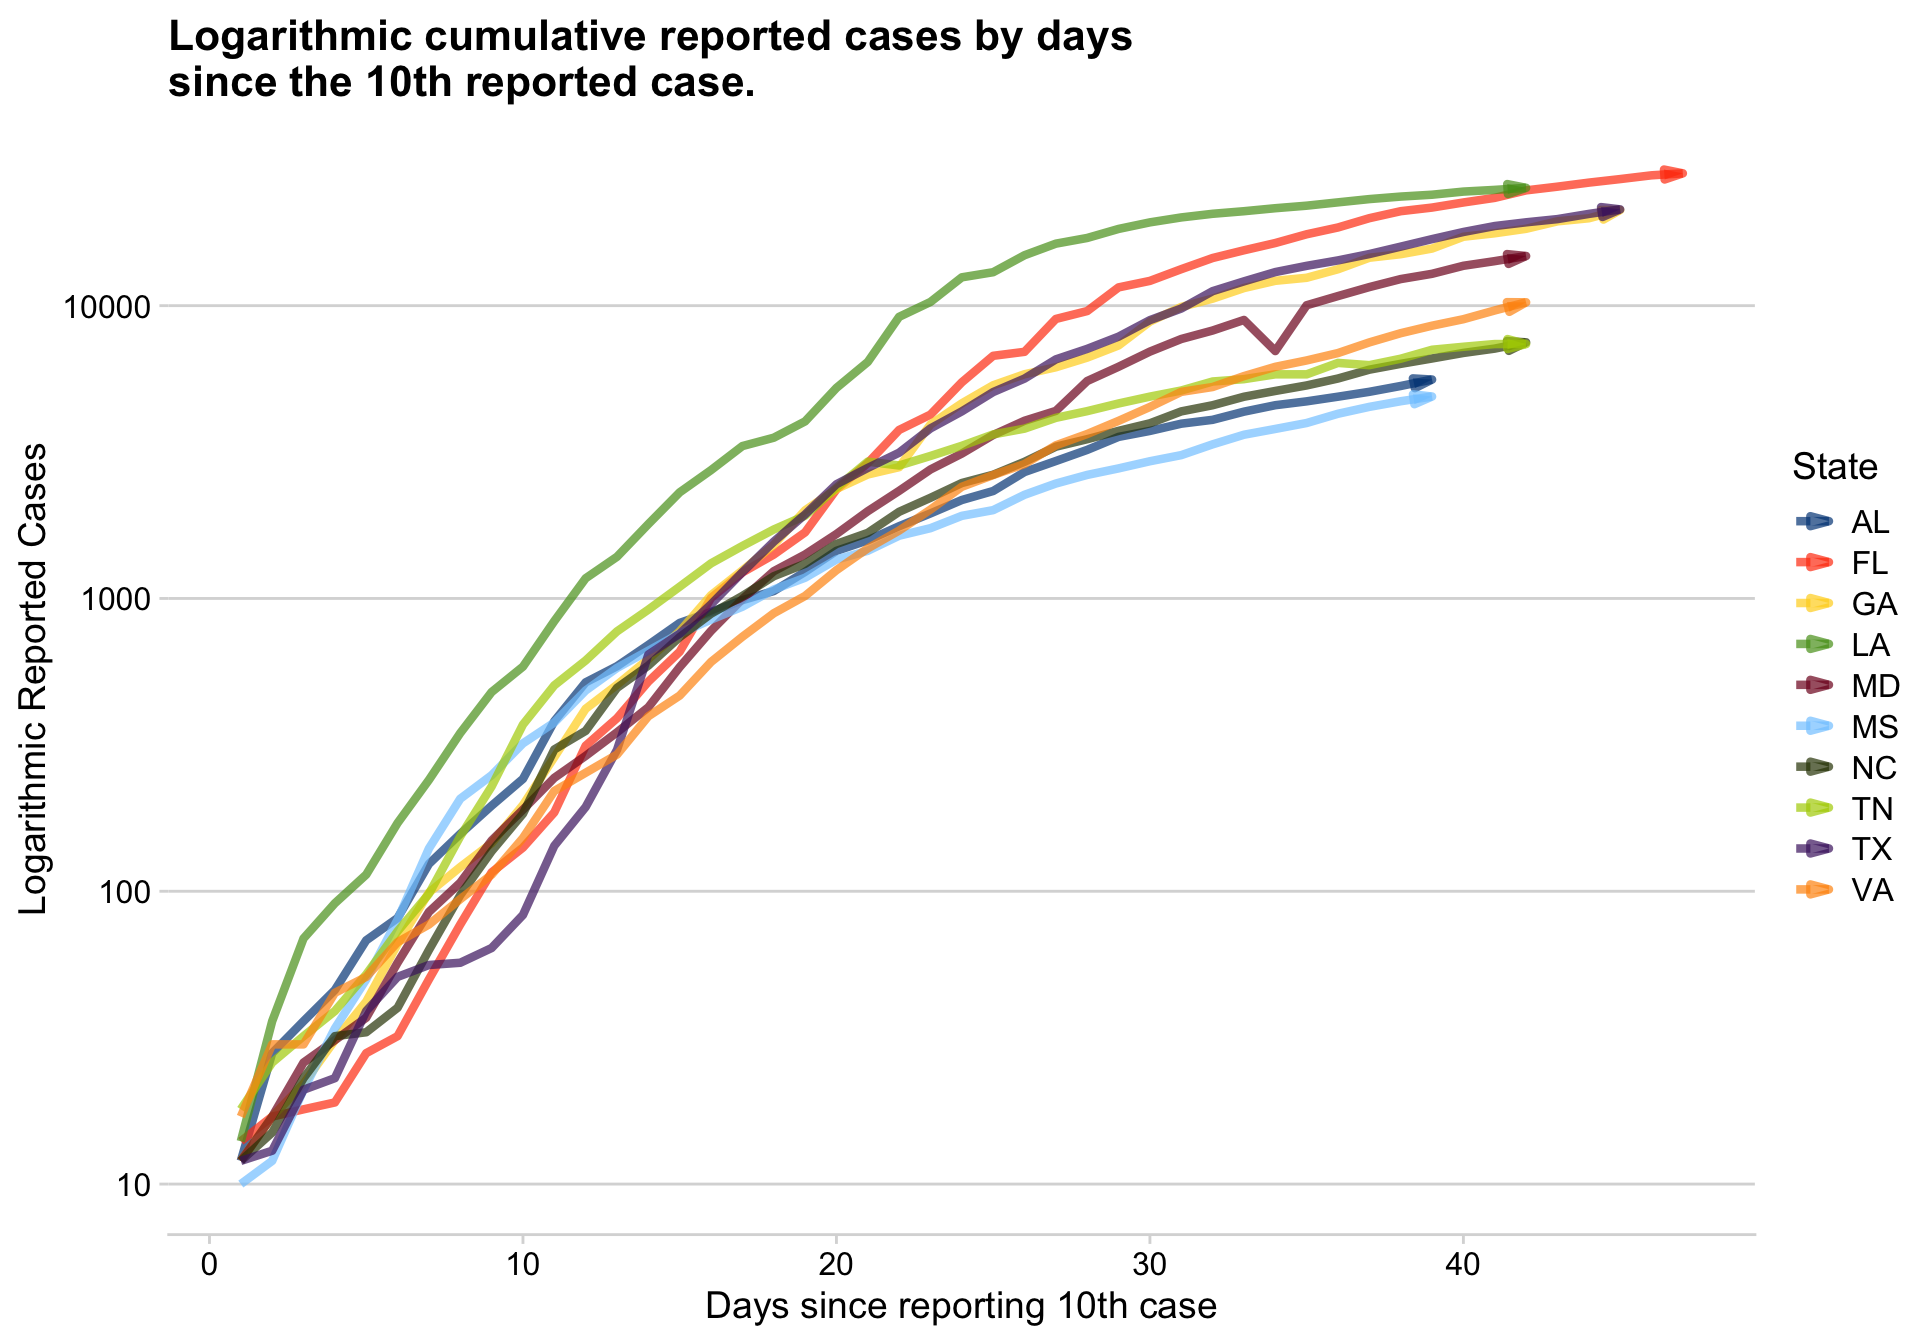 Logarithmic cumulative reported cases by days
since the 10th reported case.
Logarithmic Reported Cases
10000
1000
100
10
0
10
20
30
40
Days since reporting 10th case
State
AL
FL
GA
LA
MD
MS
NC
TN
TX
VA